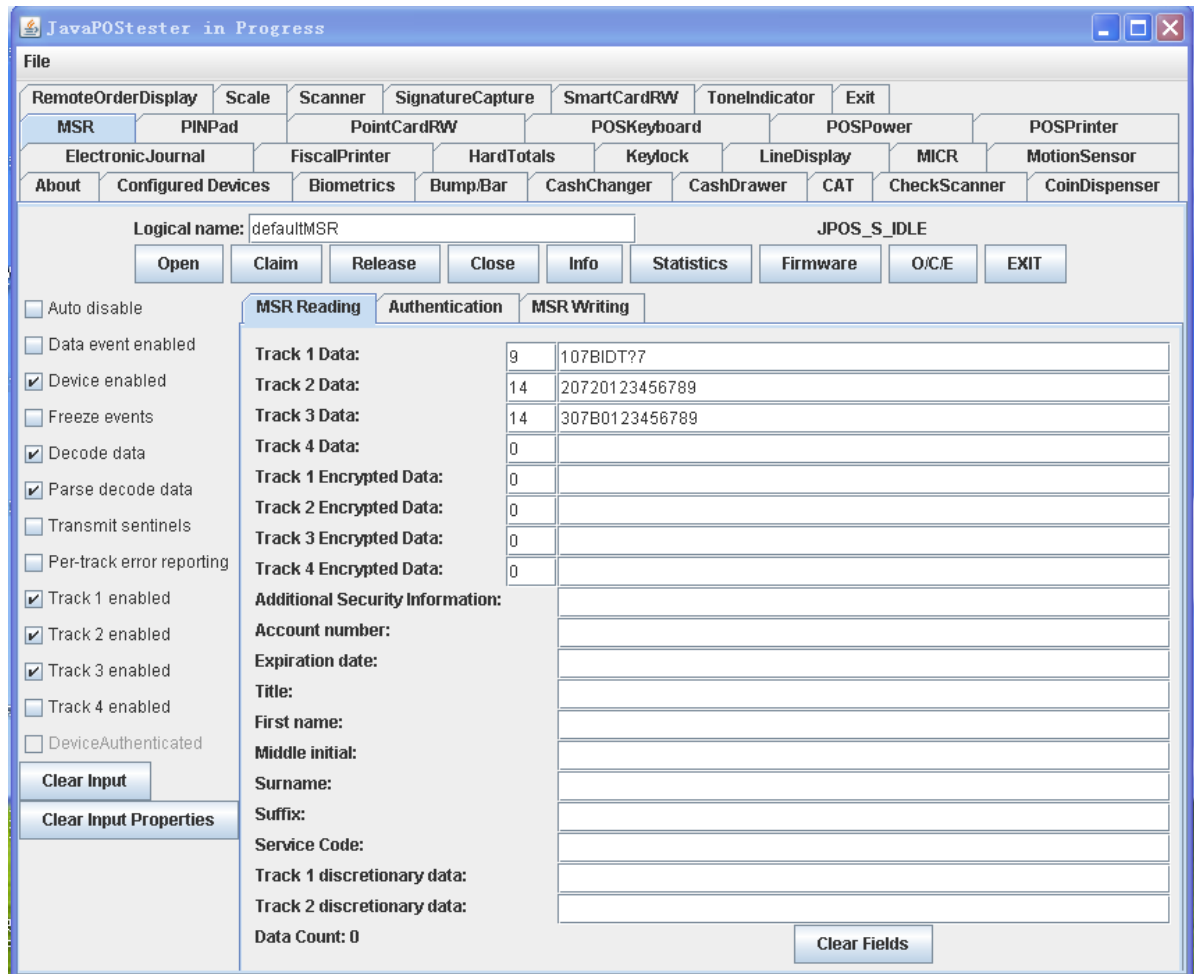 JavaPOStester in Progress
File
RemoteOrderDisplay Scale Scanner SignatureCapture SmartCardRW ToneIndicator Exit
MSR PINPad PointCardRW POSKeyboard POSPower POSPrinter
ElectronicJournal FiscalPrinter HardTotals Keylock LineDisplay MICR MotionSensor
About Configured Devices Biometrics Bump/Bar CashChanger CashDrawer CAT CheckScanner CoinDispenser
Logical name: defaultMSR JPOS_S_IDLE
Open Claim Release Close Info Statistics Firmware O/C/E EXIT
Auto disable
Data event enabled
Device enabled
Freeze events
Decode data
Parse decode data
Transmit sentinels
Per-track error reporting
Track 1 enabled
Track 2 enabled
Track 3 enabled
Track 4 enabled
DeviceAuthenticated
Clear Input
Clear Input Properties
MSR Reading Authentication MSR Writing
Track 1 Data: 9 107BIDT?7
Track 2 Data: 14 20720123456789
Track 3 Data: 14 307B0123456789
Track 4 Data: 0
Track 1 Encrypted Data: 0
Track 2 Encrypted Data: 0
Track 3 Encrypted Data: 0
Track 4 Encrypted Data: 0
Additional Security Information:
Account number:
Expiration date:
Title:
First name:
Middle initial:
Surname:
Suffix:
Service Code:
Track 1 discretionary data:
Track 2 discretionary data:
Data Count: 0 Clear Fields